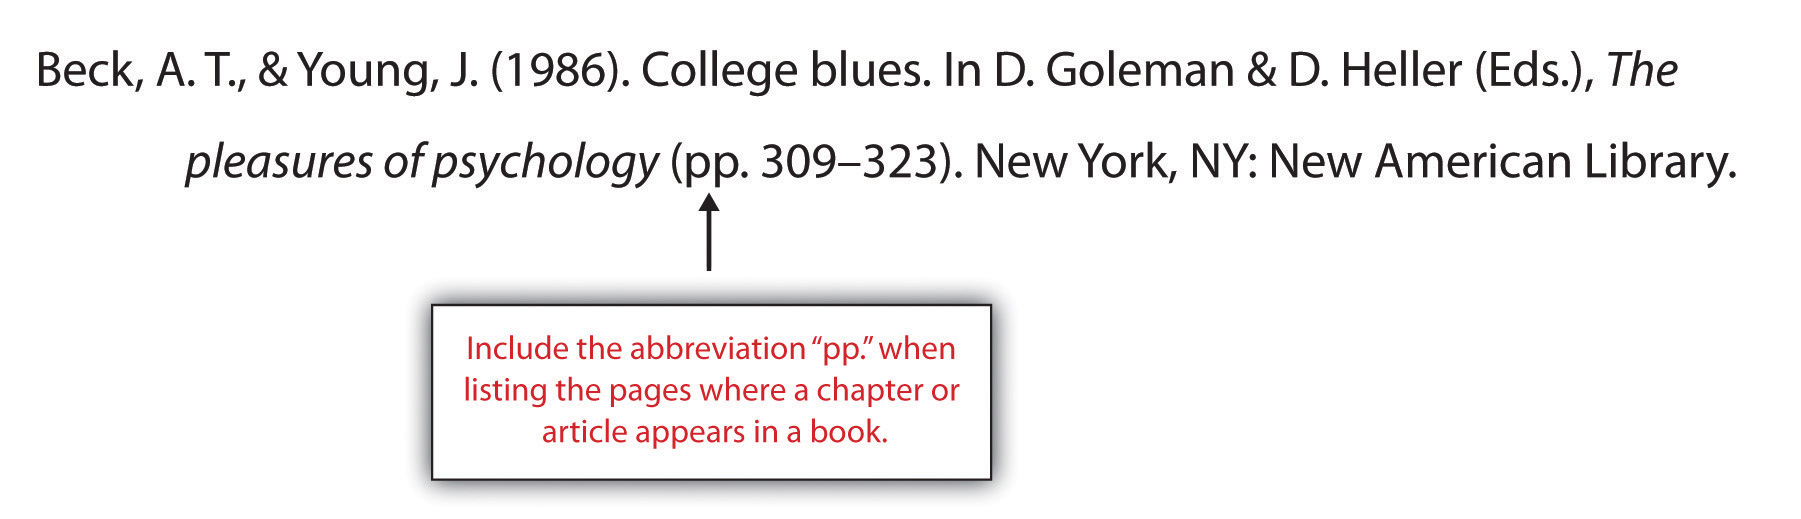 Beck, A. T., & Young, J. (1986). College blues. In D. Goleman & D. Heller (Eds.), The
pleasures of psychology (pp. 309–323). New York, NY: New American Library.
Include the abbreviation “pp.” when
listing the pages where a chapter or
article appears in a book.